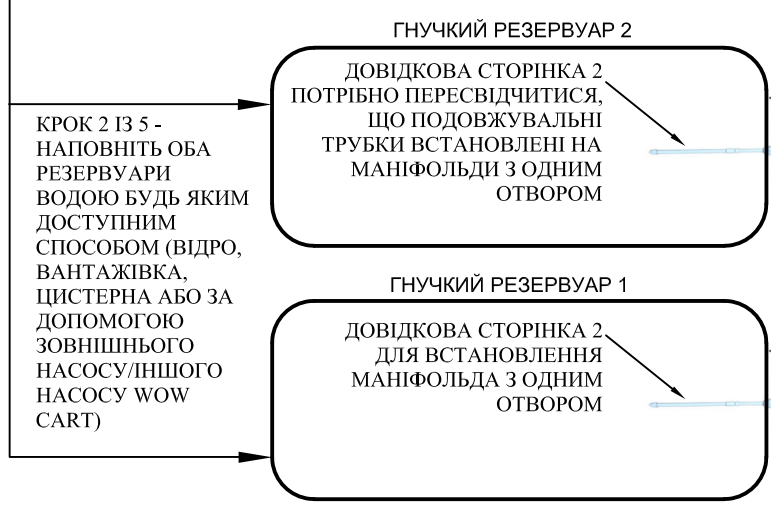 ГНУЧКИЙ РЕЗЕРВУАР 2
ДОВІДКОВА СТОРІНКА 2
ПОТРІБНО ПЕРЕСВІДЧИТИСЯ,
ЩО ПОДОВЖУВАЛЬНІ
ТРУБКИ ВСТАНОВЛЕНІ НА
МАНІФОЛЬДИ З ОДНИМ
ОТВОРОМ
КРОК 2 ІЗ 5 -
НАПОВНІТЬ ОБА
РЕЗЕРВУАРИ
ВОДОЮ БУДЬ ЯКИМ
ДОСТУПНИМ
СПОСОБОМ (ВІДРО,
ВАНТАЖІВКА,
ЦИСТЕРНА АБО ЗА
ДОПОМОГОЮ
ЗОВНІШНЬОГО
НАСОСУ/ІНШОГО
НАСОСУ WOW
CART)
ГНУЧКИЙ РЕЗЕРВУАР 1
ДОВІДКОВА СТОРІНКА 2
ДЛЯ ВСТАНОВЛЕННЯ
МАНІФОЛЬДА З ОДНИМ
ОТВОРОМ